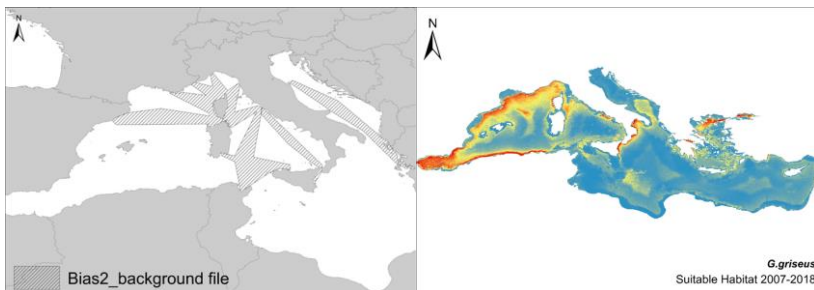 N
Bias2_background file
N
G.griseus
Suitable Habitat 2007-2018